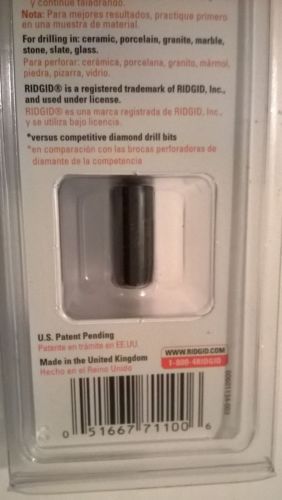 y continúe taladrando.
Nota: Para mejores resultados, practique primero
en una muestra de material.
For drilling in: ceramic, porcelain, granite, marble,
stone, slate, glass.
Para perforar: cerámica, porcelana, granito, mármol,
piedra, pizarra, vidrio.
RIDGID® is a registered trademark of RIDGID, Inc.,
and used under license.
RIDGID® es una marca registrada de RIDGID, Inc.,
y se utiliza bajo licencia.
*versus competitive diamond drill bits
*en comparación con las brocas perforadoras de
diamante de la competencia
U.S. Patent Pending
Patente en trámite en EE.UU.
Made in the United Kingdom
Hecho en el Reino Unido
WWW.RIDGID.COM
1-800-4RIDGID
0 51667 71100 6